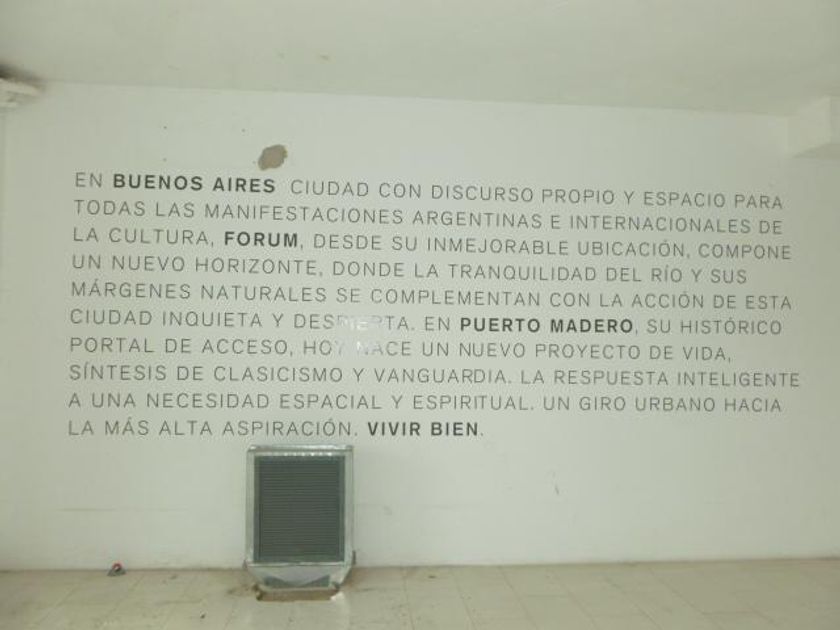 EN BUENOS AIRES CIUDAD CON DISCURSO PROPIO Y ESPACIO PARA
TODAS LAS MANIFESTACIONES ARGENTINAS E INTERNACIONALES DE
LA CULTURA, FORUM, DESDE SU INMEJORABLE UBICACIÓN, COMPONE
UN NUEVO HORIZONTE, DONDE LA TRANQUILIDAD DEL RÍO Y SUS
MÁRGENES NATURALES SE COMPLEMENTAN CON LA ACCIÓN DE ESTA
CIUDAD INQUIETA Y DESPIERTA. EN PUERTO MADERO, SU HISTÓRICO
PORTAL DE ACCESO, HOY NACE UN NUEVO PROYECTO DE VIDA,
SÍNTESIS DE CLASICISMO Y VANGUARDIA. LA RESPUESTA INTELIGENTE
A UNA NECESIDAD ESPACIAL Y ESPIRITUAL. UN GIRO URBANO HACIA
LA MÁS ALTA ASPIRACIÓN. VIVIR BIEN.